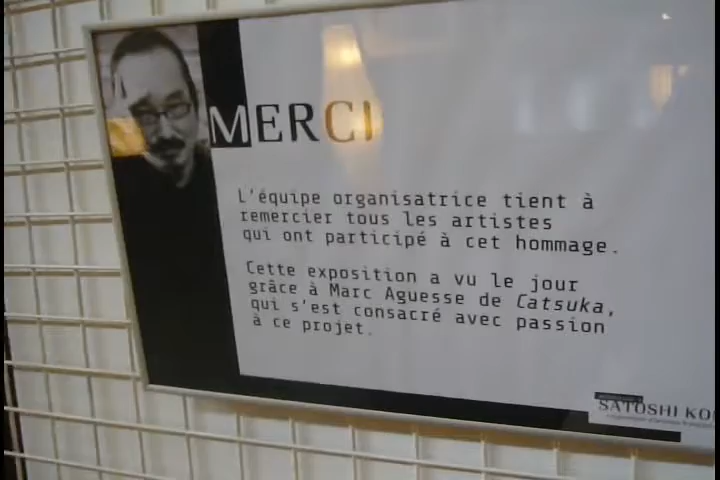 MERCI
L'équipe organisatrice tient à
remercier tous les artistes
qui ont participé à cet hommage.
Cette exposition a vu le jour
grâce à Marc Aguesse de Catsuka,
qui s'est consacré avec passion
à ce projet.
SATOSHI KO